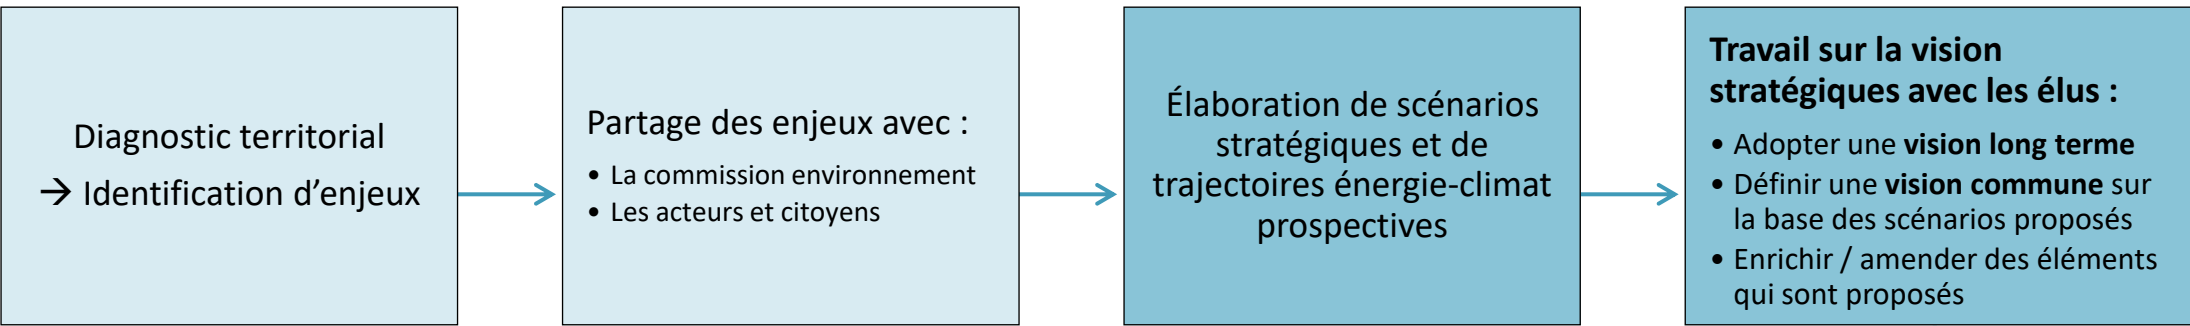 Diagnostic territorial
→ Identification d’enjeux
Partage des enjeux avec :
• La commission environnement
• Les acteurs et citoyens
Élaboration de scénarios
stratégiques et de
trajectoires énergie-climat
prospectives
Travail sur la vision
stratégiques avec les élus :
• Adopter une vision long terme
• Définir une vision commune sur
la base des scénarios proposés
• Enrichir / amender des éléments
qui sont proposés